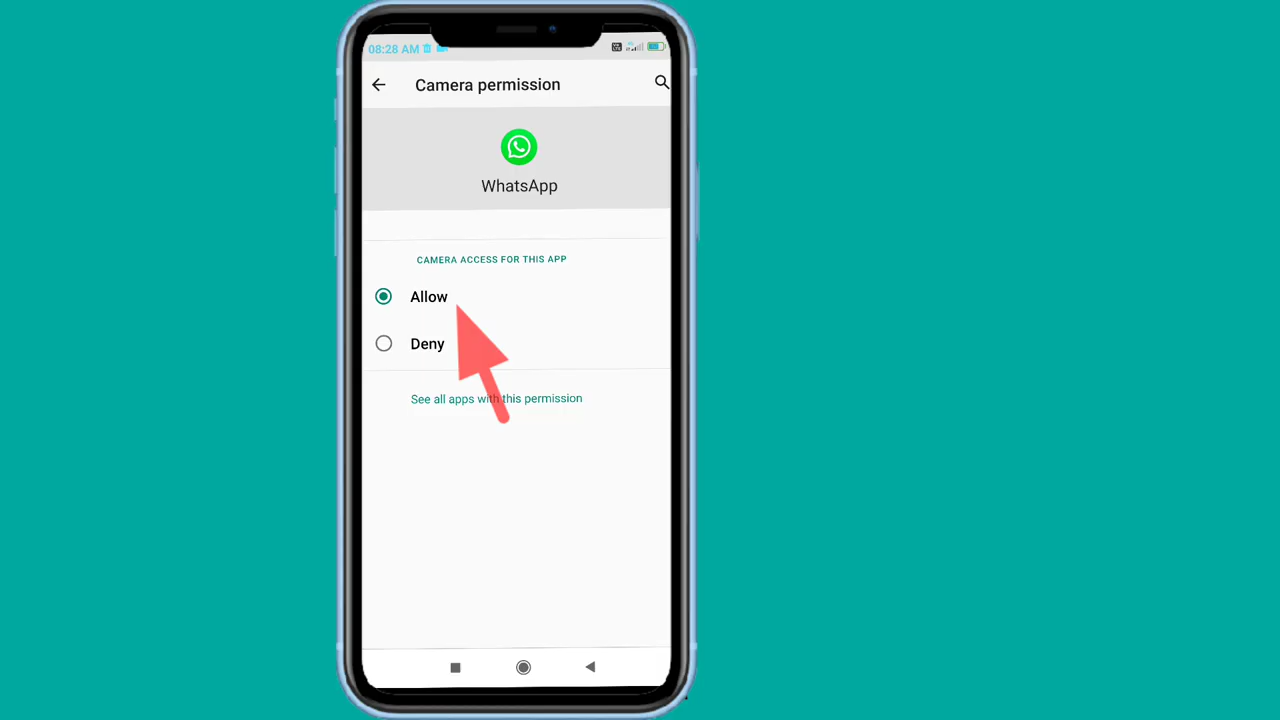 08:28 AM
Camera permission
WhatsApp
CAMERA ACCESS FOR THIS APP
Allow
Deny
See all apps with this permission